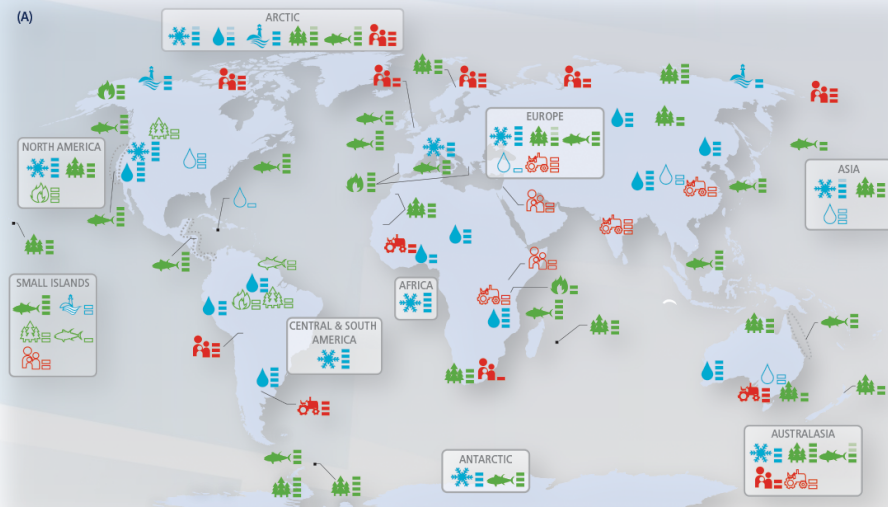 (A)
ARCTIC
NORTH AMERICA
EUROPE
ASIA
SMALL ISLANDS
AFRICA
CENTRAL & SOUTH
AMERICA
ANTARCTIC
AUSTRALASIA